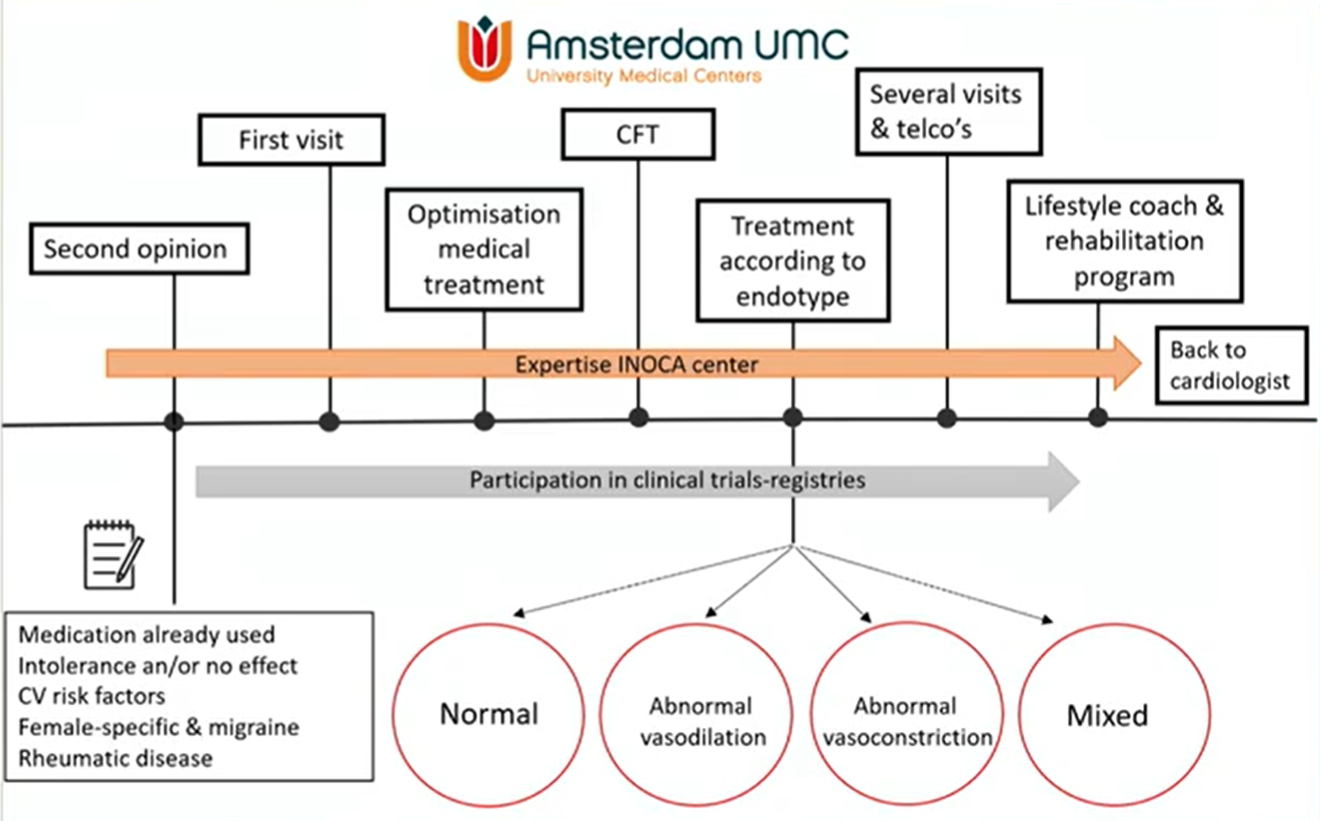 Amsterdam UMC
University Medical Centers
Second opinion
First visit
Optimisation
medical
treatment
CFT
Treatment
according to
endotype
Several visits
& telco’s
Lifestyle coach &
rehabilitation
program
Expertise INOCA center
Back to
cardiologist
Participation in clinical trials-registries
Medication already used
Intolerance an/or no effect
CV risk factors
Female-specific & migraine
Rheumatic disease
Normal
Abnormal
vasodilation
Abnormal
vasoconstriction
Mixed